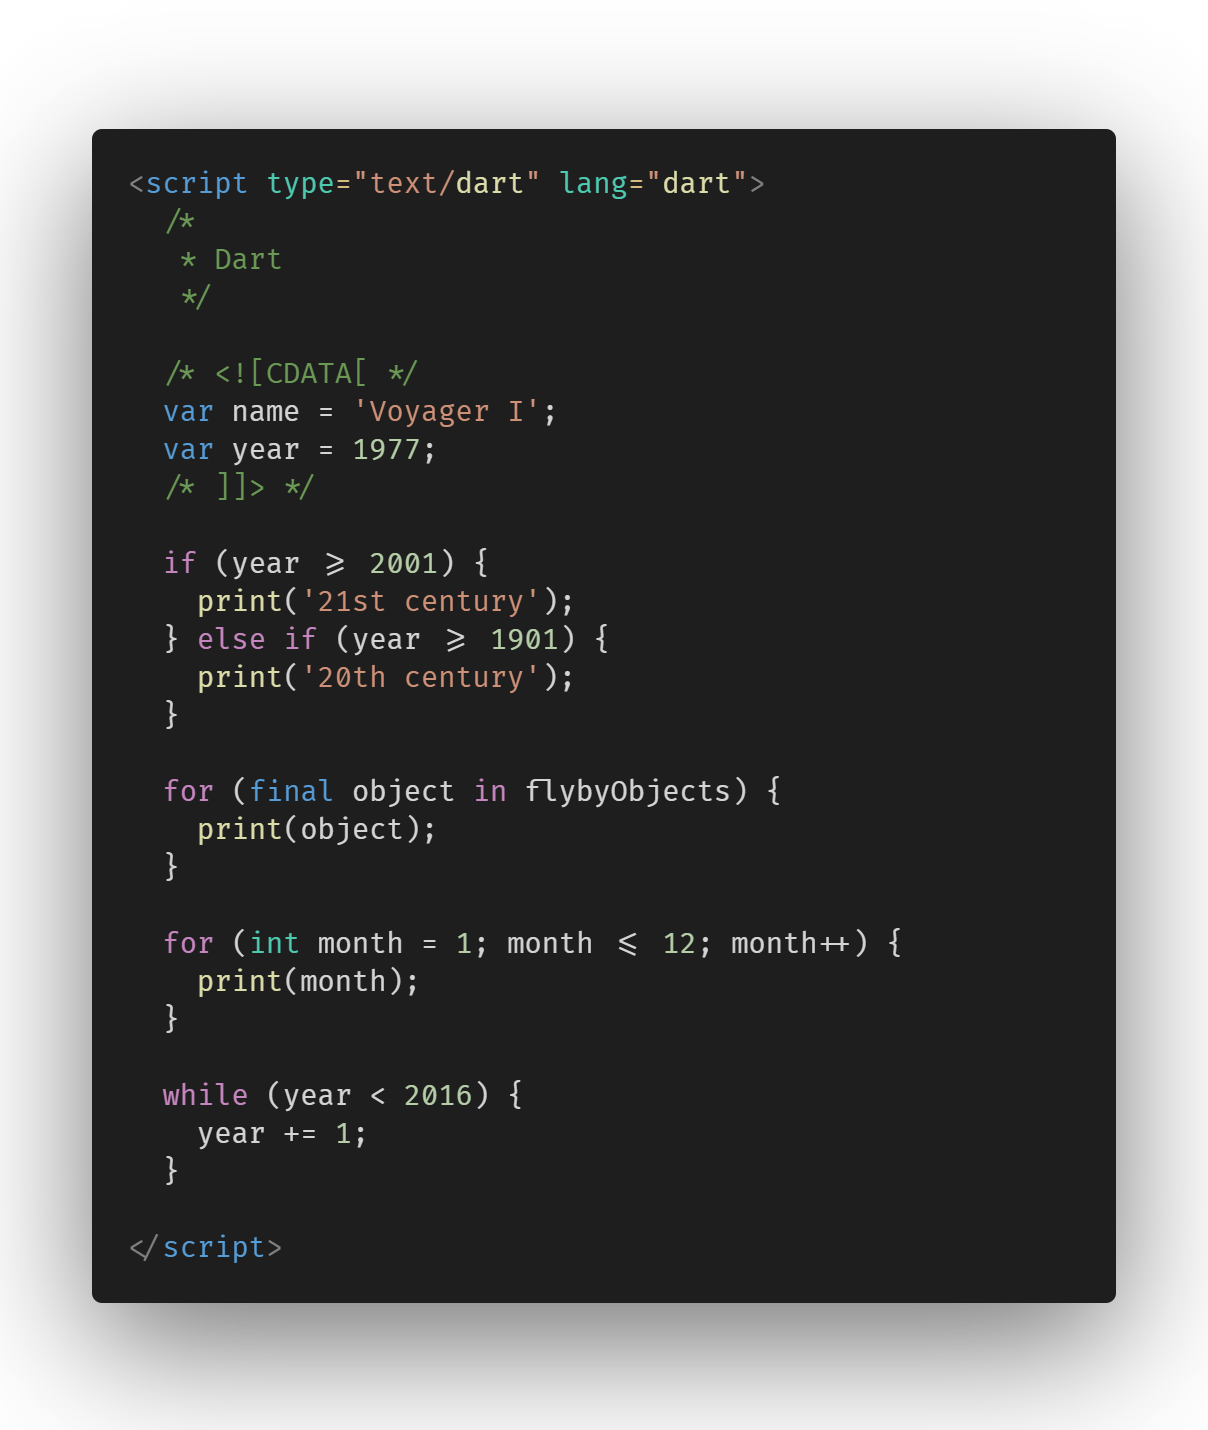 <script type="text/dart" lang="dart">
  /*
   * Dart
   */

  /* <![CDATA[ */
  var name = 'Voyager I';
  var year = 1977;
  /* ]]> */

  if (year >= 2001) {
    print('21st century');
  } else if (year >= 1901) {
    print('20th century');
  }

  for (final object in flybyObjects) {
    print(object);
  }

  for (int month = 1; month <= 12; month++) {
    print(month);
  }

  while (year < 2016) {
    year += 1;
  }

</script>